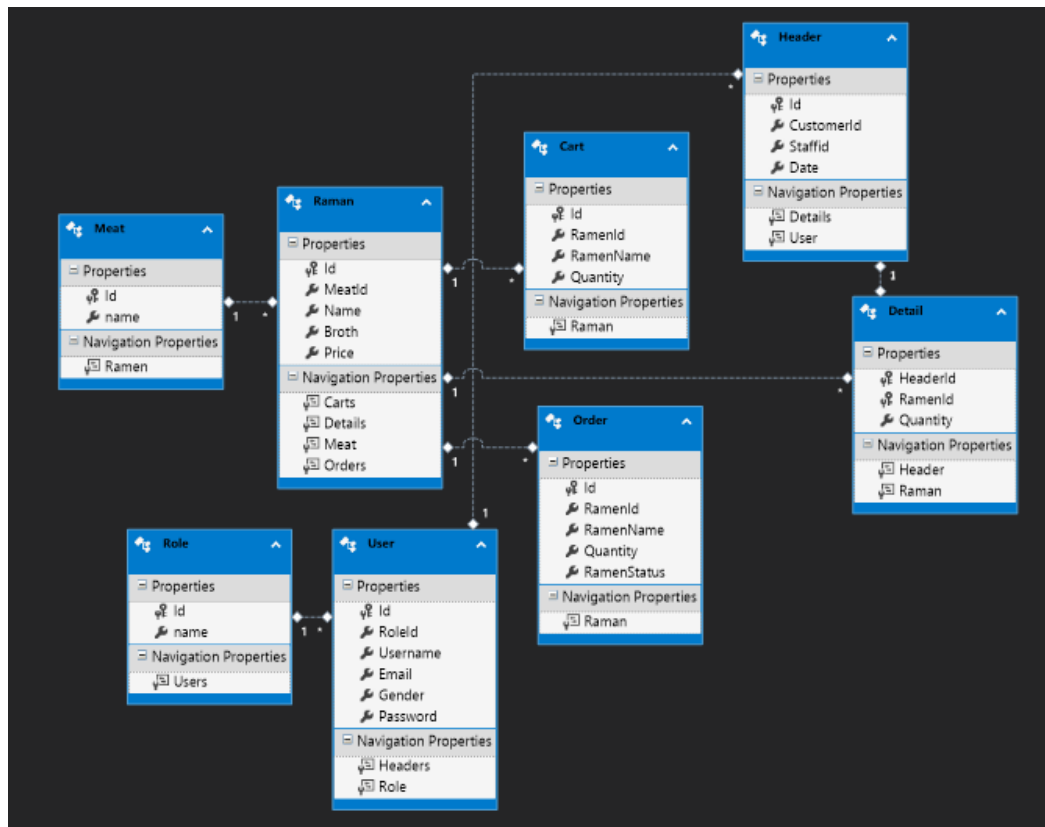 Header
Properties
Id
CustomerId
Staffid
Date
Navigation Properties
Details
User
*
1
Cart
Properties
Id
RamenId
RamenName
Quantity
Navigation Properties
Raman
Raman
Properties
Id
MeatId
Name
Broth
Price
Navigation Properties
Carts
Details
Meat
Orders
1
*
1
*
1
*
Meat
Properties
Id
name
Navigation Properties
Ramen
1
*
Detail
Properties
HeaderId
RamenId
Quantity
Navigation Properties
Header
Raman
Order
Properties
Id
RamenId
RamenName
Quantity
RamenStatus
Navigation Properties
Raman
Role
Properties
Id
name
Navigation Properties
Users
1 *
User
Properties
Id
RoleId
Username
Email
Gender
Password
Navigation Properties
Headers
Role
1